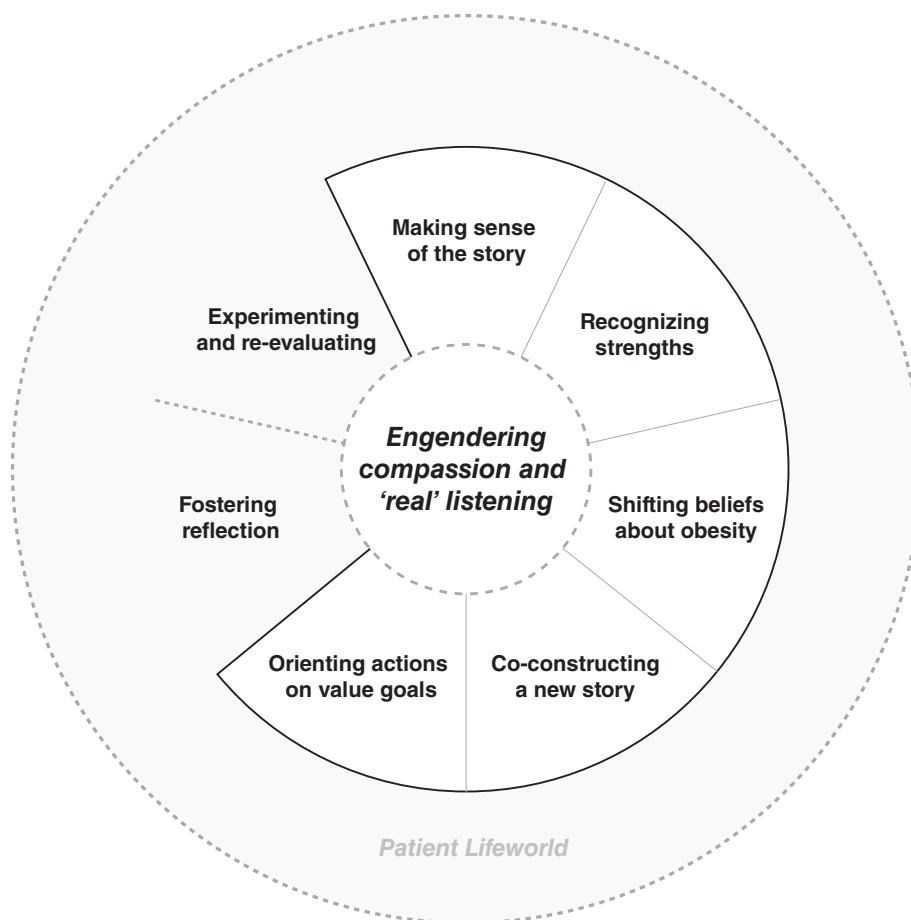 Making sense
of the story
Recognizing
strengths
Shifting beliefs
about obesity
Co-constructing
a new story
Orienting actions
on value goals
Fostering
reflection
Experimenting
and re-evaluating
Engendering
compassion and
‘real’ listening
Patient Lifeworld